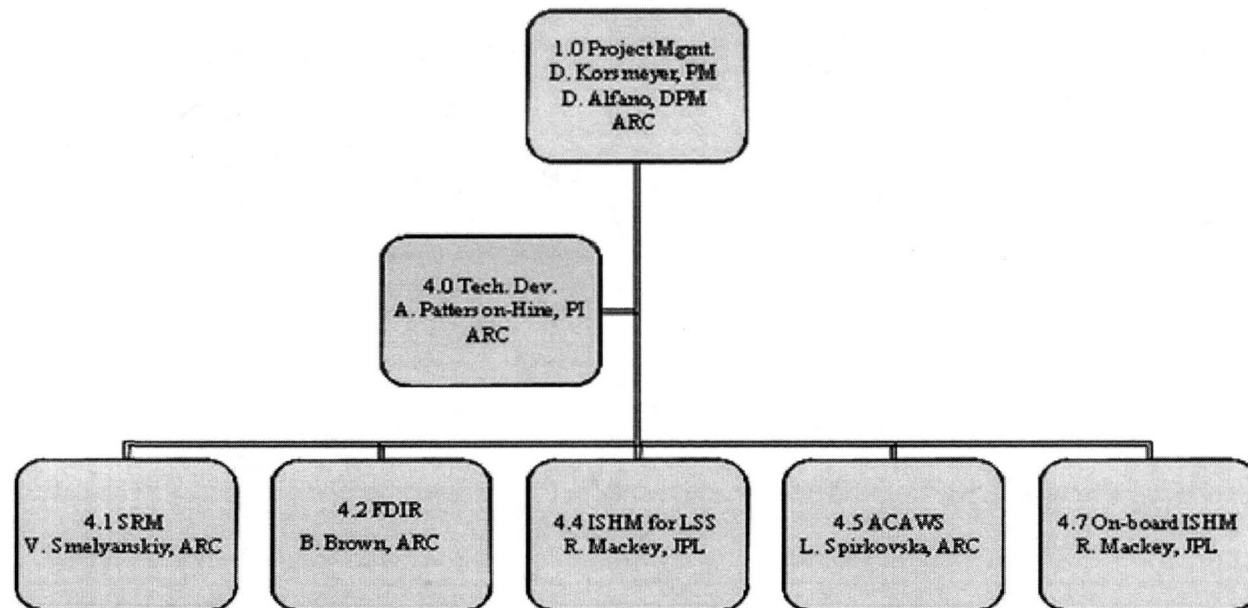 1.0 Project Mgmt.
D. Korsmeyer, PM
D. Alfano, DPM
ARC
4.0 Tech. Dev.
A. Patterson-Hine, PI
ARC
4.1 SRM
V. Smelyanskiy, ARC
4.2 FDIR
B. Brown, ARC
4.4 ISHM for LSS
R. Mackey, JPL
4.5 ACAWS
L. Spirkovska, ARC
4.7 On-board ISHM
R. Mackey, JPL